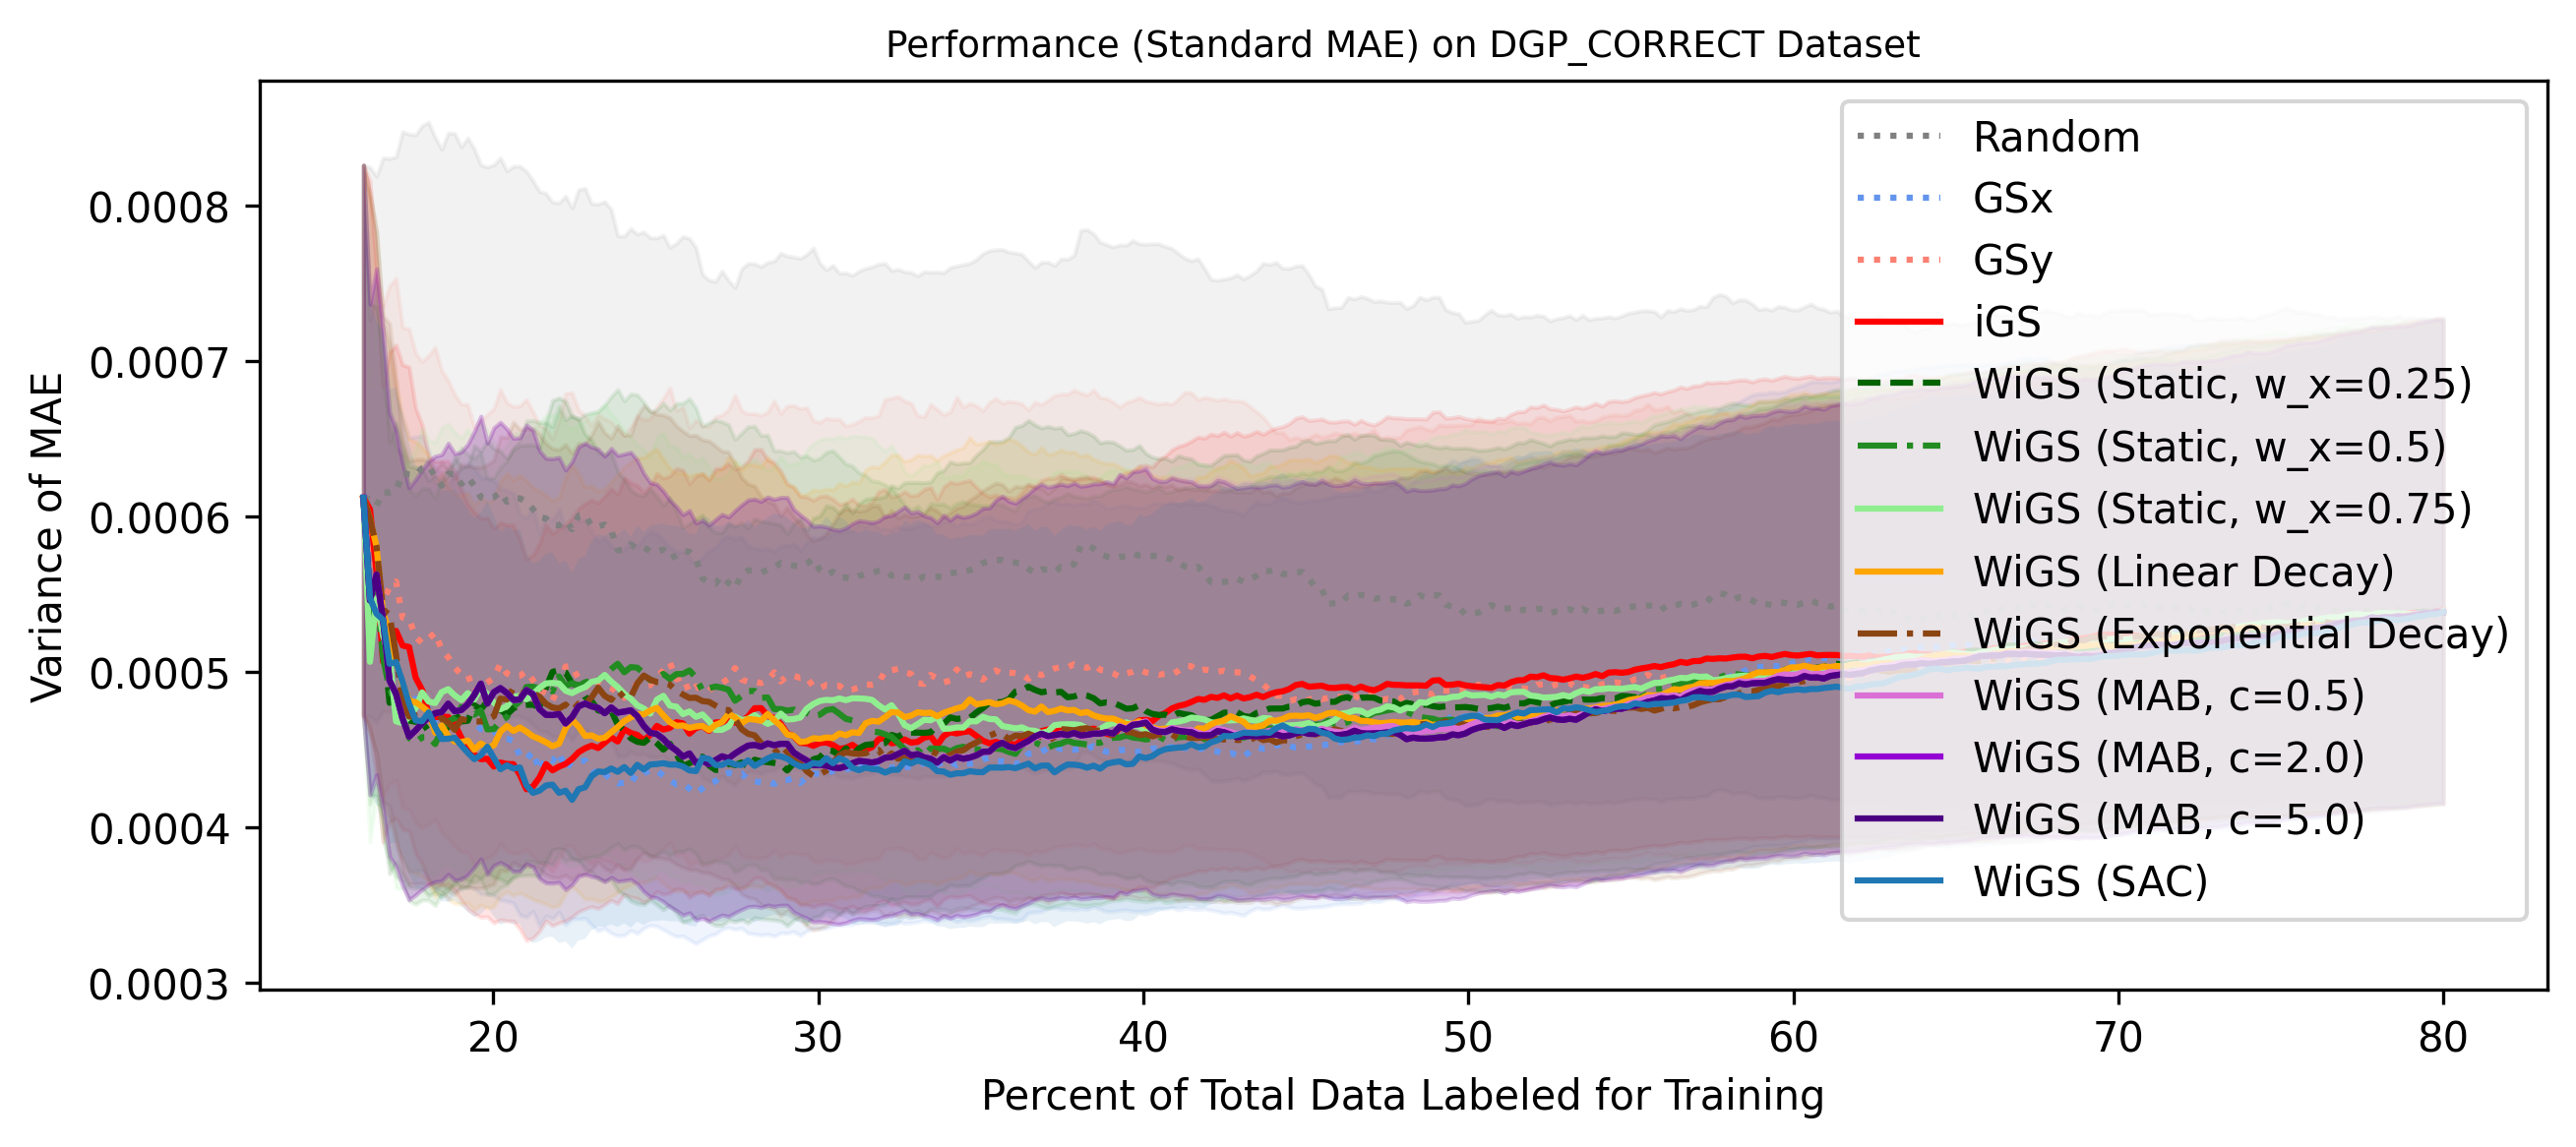 Performance (Standard MAE) on DGP_CORRECT Dataset
Variance of MAE
0.0008
0.0007
0.0006
0.0005
0.0004
0.0003
Random
GSx
GSy
iGS
WiGS (Static, w_x=0.25)
WiGS (Static, w_x=0.5)
WiGS (Static, w_x=0.75)
WiGS (Linear Decay)
WiGS (Exponential Decay)
WiGS (MAB, c=0.5)
WiGS (MAB, c=2.0)
WiGS (MAB, c=5.0)
WiGS (SAC)
20 30 40 50 60 70 80
Percent of Total Data Labeled for Training